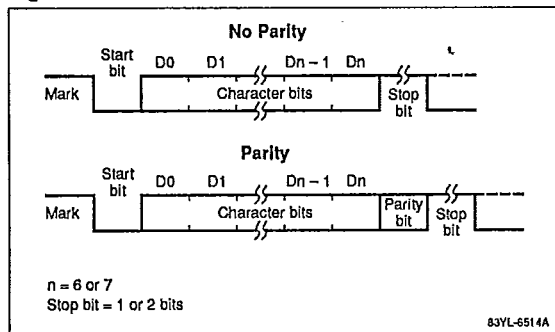 No Parity
Start bit D0 D1 Dn – 1 Dn
Mark Character bits Stop bit
Parity
Start bit D0 D1 Dn – 1 Dn
Mark Character bits Parity bit Stop bit
n = 6 or 7
Stop bit = 1 or 2 bits
83YL-6514A